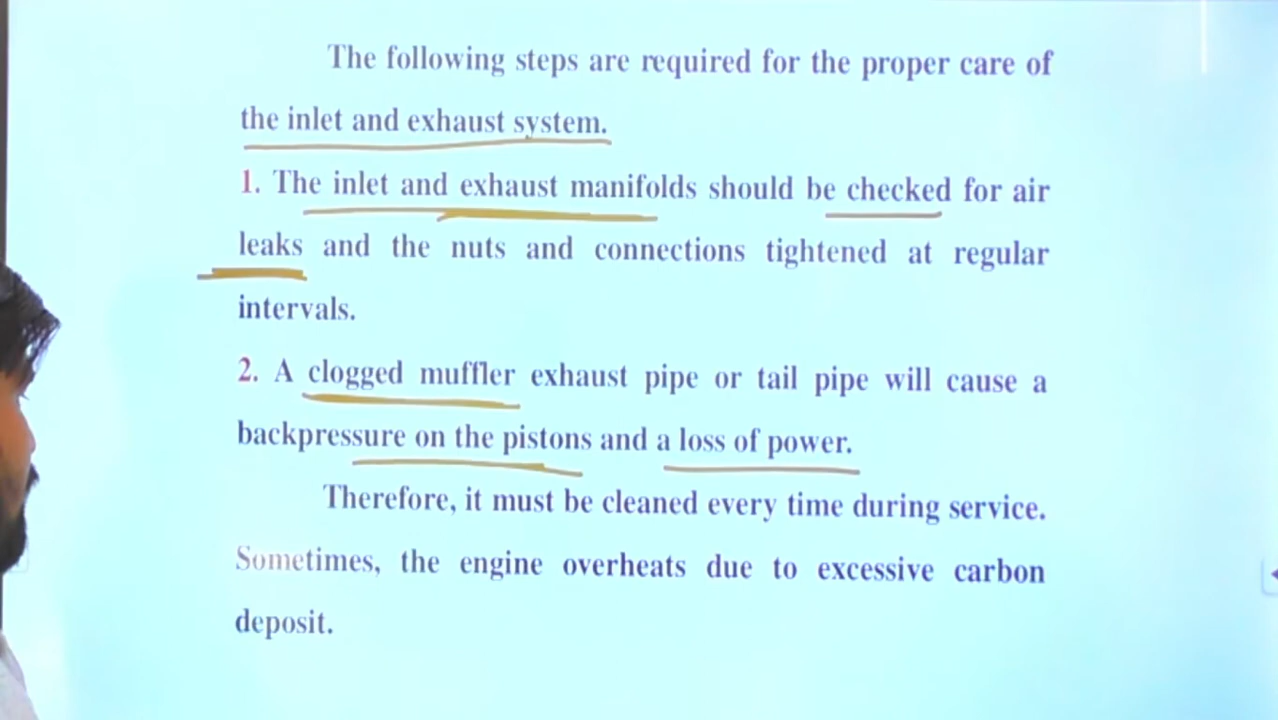 The following steps are required for the proper care of
the inlet and exhaust system.
1. The inlet and exhaust manifolds should be checked for air
leaks and the nuts and connections tightened at regular
intervals.
2. A clogged muffler exhaust pipe or tail pipe will cause a
backpressure on the pistons and a loss of power.
Therefore, it must be cleaned every time during service.
Sometimes, the engine overheats due to excessive carbon
deposit.